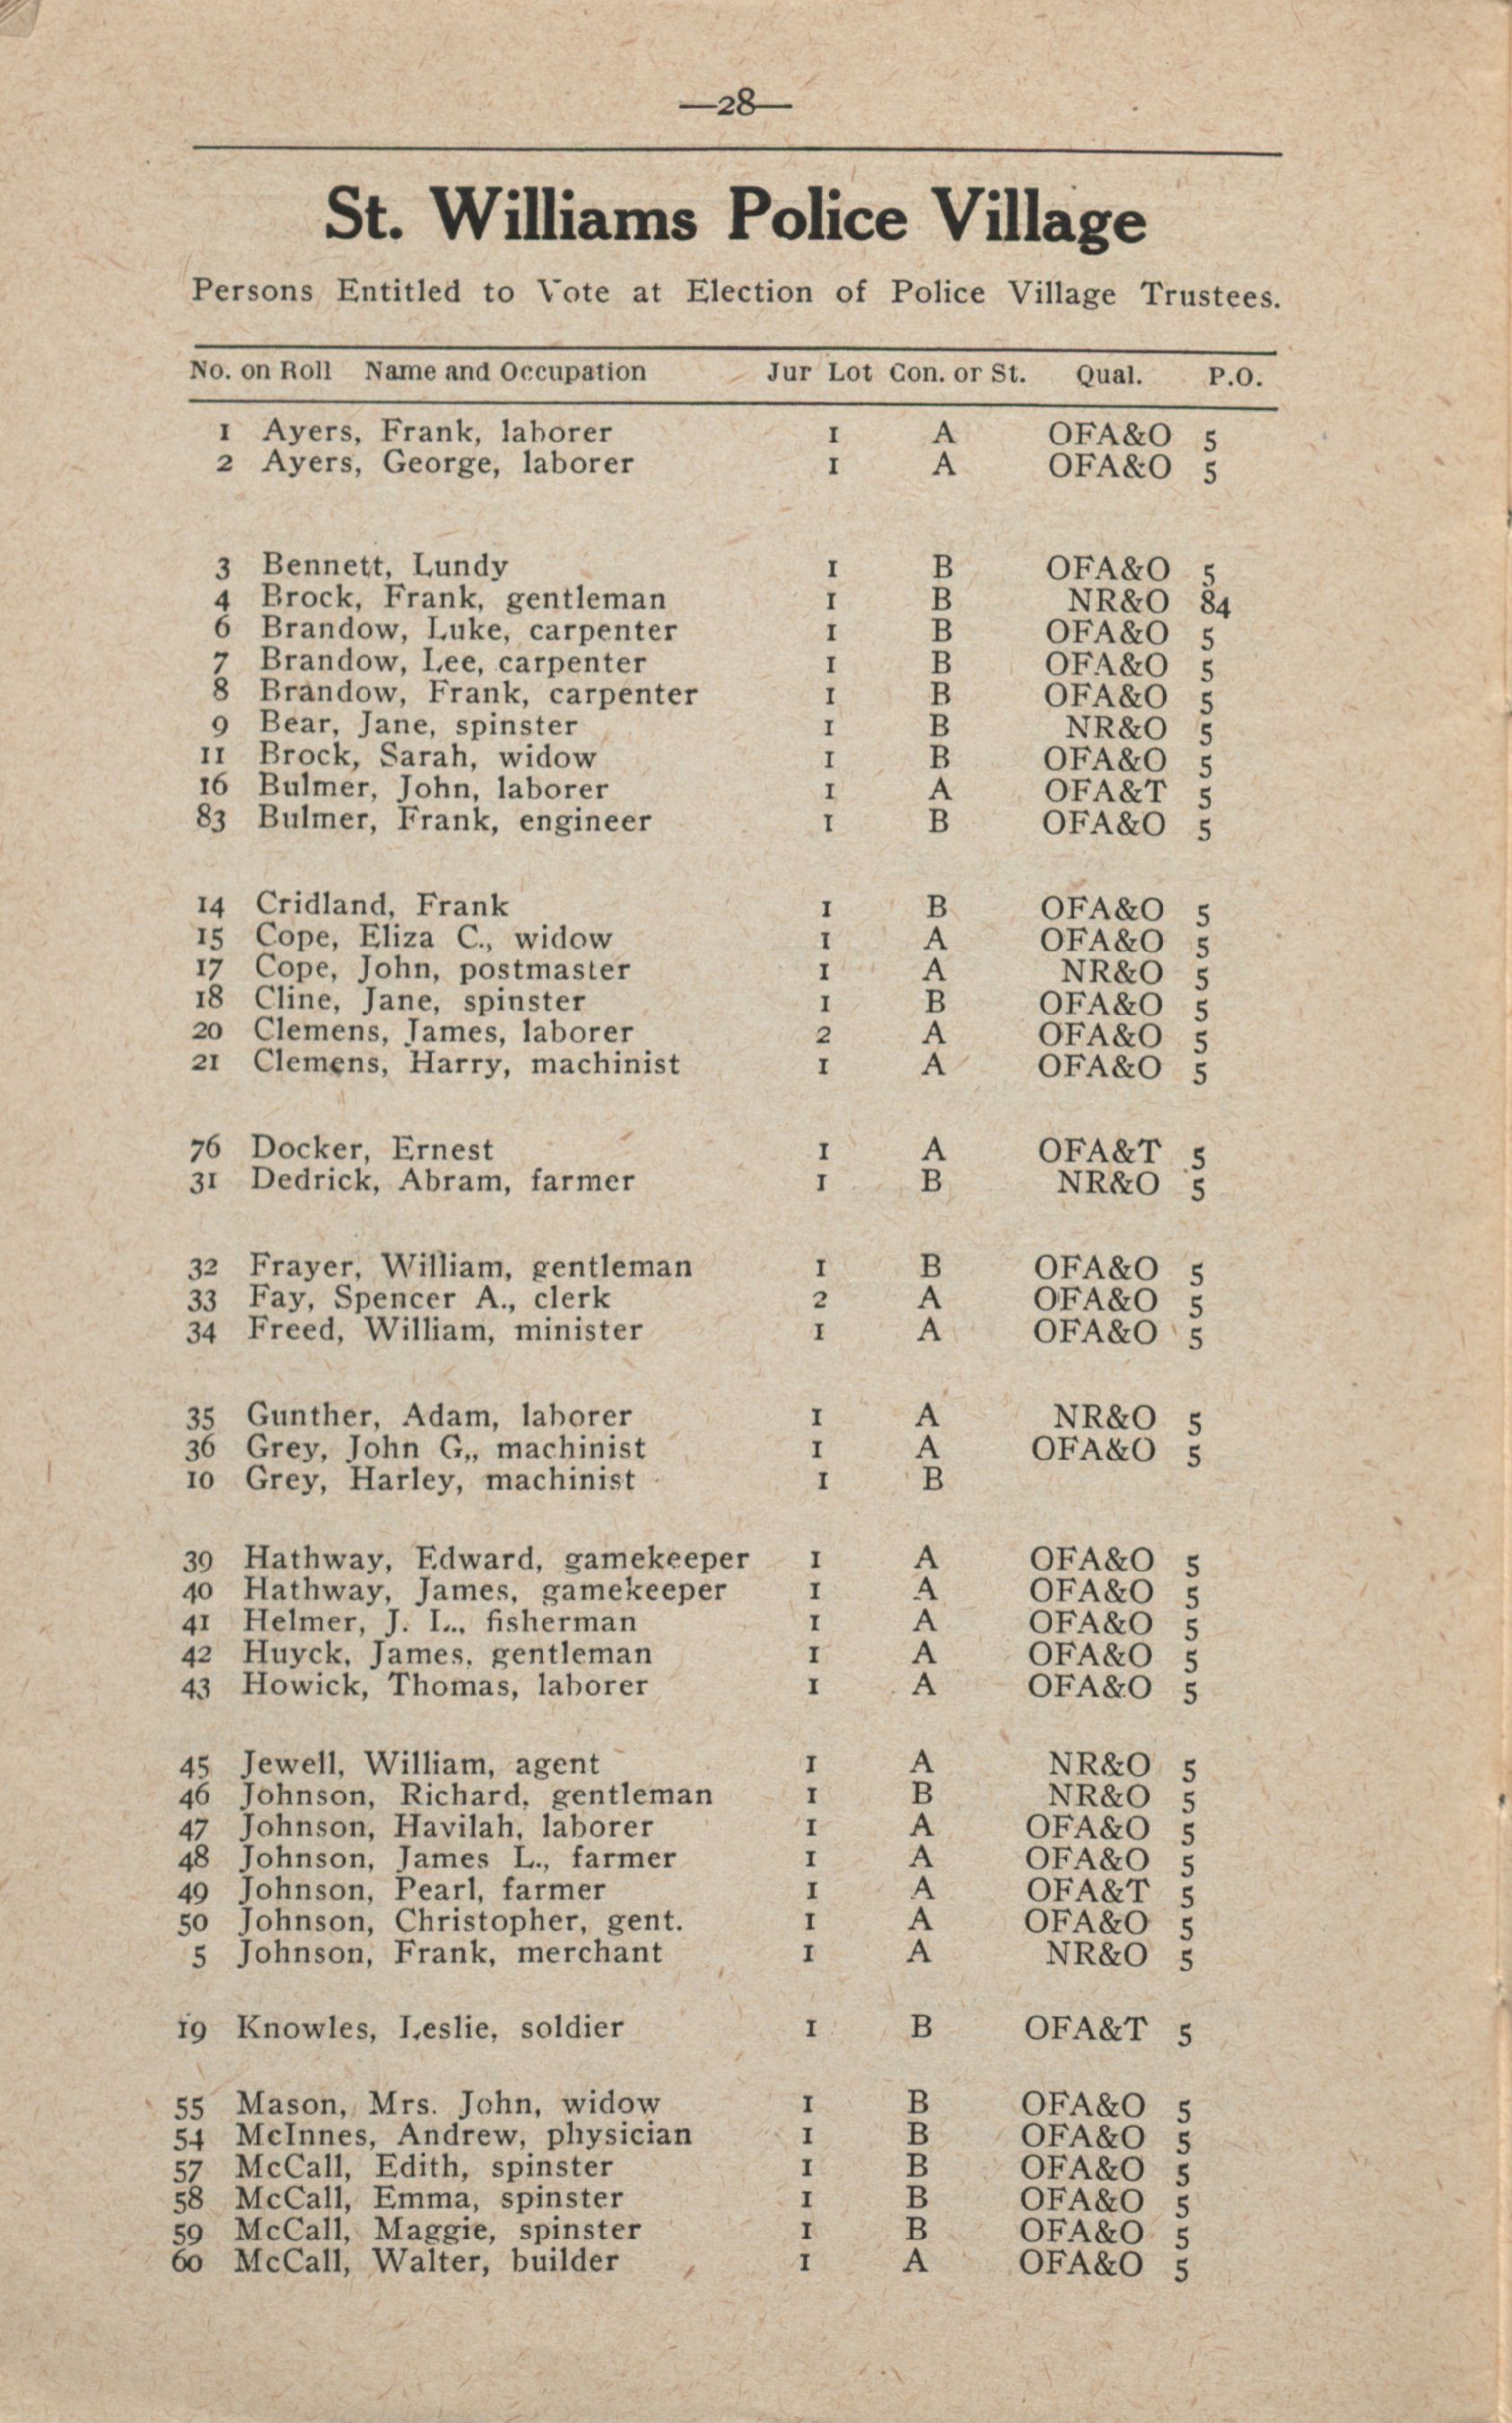 —28—
St. Williams Police Village
Persons Entitled to Vote at Election of Police Village Trustees.
No. on Roll Name and Occupation Jur Lot Con. or St. Qual. P.O.
1 Ayers, Frank, laborer 1 A OFA&O 5
2 Ayers, George, laborer 1 A OFA&O 5
3 Bennett, Lundy 1 B OFA&O 5
4 Brock, Frank, gentleman 1 B NR&O 84
6 Brandow, Luke, carpenter 1 B OFA&O 5
7 Brandow, Lee, carpenter 1 B OFA&O 5
8 Brandow, Frank, carpenter 1 B OFA&O 5
9 Bear, Jane, spinster 1 B NR&O 5
11 Brock, Sarah, widow 1 B OFA&O 5
16 Bulmer, John, laborer 1 A OFA&T 5
83 Bulmer, Frank, engineer 1 B OFA&O 5
14 Cridland, Frank 1 B OFA&O 5
15 Cope, Eliza C., widow 1 A OFA&O 5
17 Cope, John, postmaster 1 A NR&O 5
18 Cline, Jane, spinster 1 B OFA&O 5
20 Clemens, James, laborer 2 A OFA&O 5
21 Clemens, Harry, machinist 1 A OFA&O 5
76 Docker, Ernest 1 A OFA&T 5
31 Dedrick, Abram, farmer 1 B NR&O 5
32 Frayer, William, gentleman 1 B OFA&O 5
33 Fay, Spencer A., clerk 2 A OFA&O 5
34 Freed, William, minister 1 A OFA&O 5
35 Gunther, Adam, laborer 1 A NR&O 5
36 Grey, John G,, machinist 1 A OFA&O 5
10 Grey, Harley, machinist 1 B
39 Hathway, Edward, gamekeeper 1 A OFA&O 5
40 Hathway, James, gamekeeper 1 A OFA&O 5
41 Helmer, J. L., fisherman 1 A OFA&O 5
42 Huyck, James, gentleman 1 A OFA&O 5
43 Howick, Thomas, laborer 1 A OFA&O 5
45 Jewell, William, agent 1 A NR&O 5
46 Johnson, Richard, gentleman 1 B NR&O 5
47 Johnson, Havilah, laborer 1 A OFA&O 5
48 Johnson, James L., farmer 1 A OFA&O 5
49 Johnson, Pearl, farmer 1 A OFA&T 5
50 Johnson, Christopher, gent. 1 A OFA&O 5
5 Johnson, Frank, merchant 1 A NR&O 5
19 Knowles, Leslie, soldier 1 B OFA&T 5
55 Mason, Mrs. John, widow 1 B OFA&O 5
54 McInnes, Andrew, physician 1 B OFA&O 5
57 McCall, Edith, spinster 1 B OFA&O 5
58 McCall, Emma, spinster 1 B OFA&O 5
59 McCall, Maggie, spinster 1 B OFA&O 5
60 McCall, Walter, builder 1 A OFA&O 5